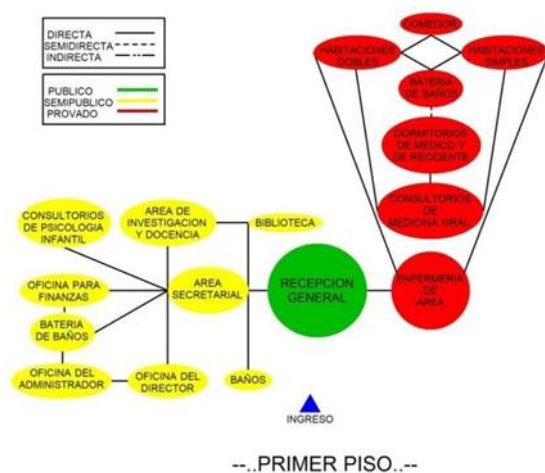 DIRECTA
SEMIDIRECTA
INDIRECTA
PUBLICO
SEMIPUBLICO
PROVADO
COMEDOR
HABITACIONES
DOBLES
HABITACIONES
SIMPLES
BATERIA
DE BAÑOS
DORMITORIOS
DE MEDICO Y
DE RECIDENTE
CONSULTORIOS
DE
MEDICINA GRAL
CONSULTORIOS
DE PSICOLOGIA
INFANTIL
AREA DE
INVESTIGACION
Y DOCENCIA
BIBLIOTECA
OFICINA PARA
FINANZAS
AREA
SECRETARIAL
RECEPCION
GENERAL
ENFERMERIA
DE
AREA
BATERIA
DE BAÑOS
OFICINA DEL
ADMINISTRADOR
OFICINA DEL
DIRECTOR
BAÑOS
INGRESO
--..PRIMER PISO..--